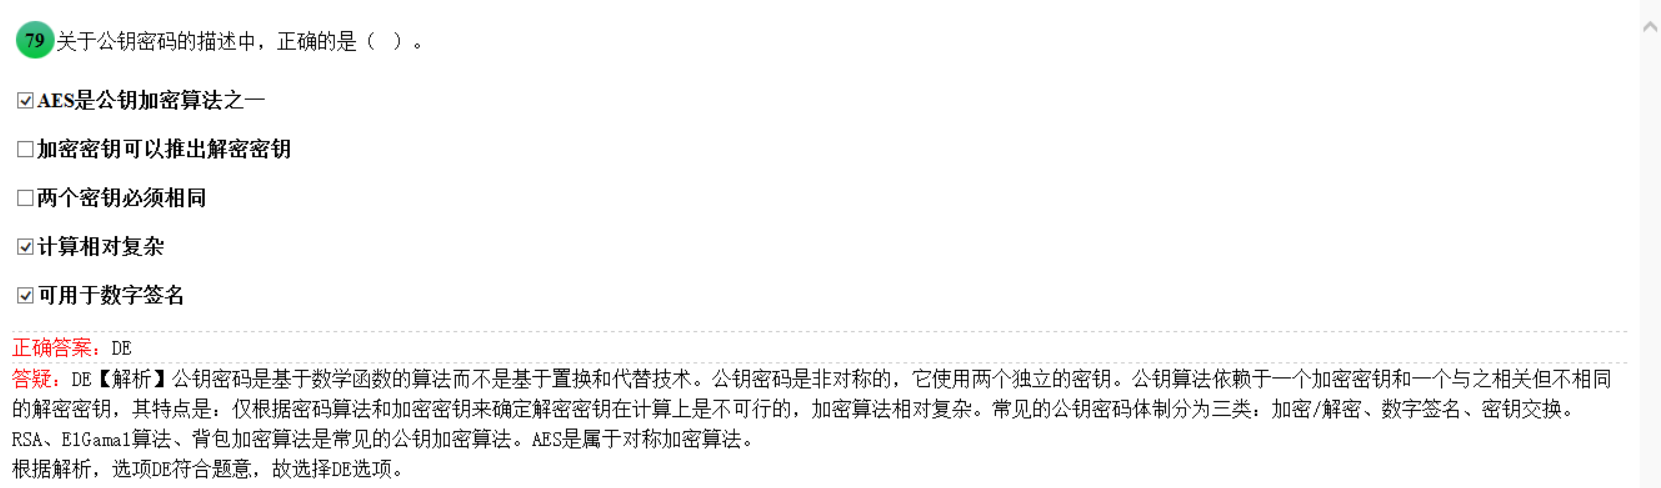 79 关于公钥密码的描述中，正确的是（ ）。
AES是公钥加密算法之一
加密密钥可以推出解密密钥
两个密钥必须相同
计算相对复杂
可用于数字签名
正确答案：DE
答疑：DE【解析】公钥密码是基于数学函数的算法而不是基于置换和代替技术。公钥密码是非对称的，它使用两个独立的密钥。公钥算法依赖于一个加密密钥和一个与之相关但不相同
的解密密钥，其特点是：仅根据密码算法和加密密钥来确定解密密钥在计算上是不可行的，加密算法相对复杂。常见的公钥密码体制分为三类：加密/解密、数字签名、密钥交换。
RSA、ElGamal算法、背包加密算法是常见的公钥加密算法。AES是属于对称加密算法。
根据解析，选项DE符合题意，故选择DE选项。